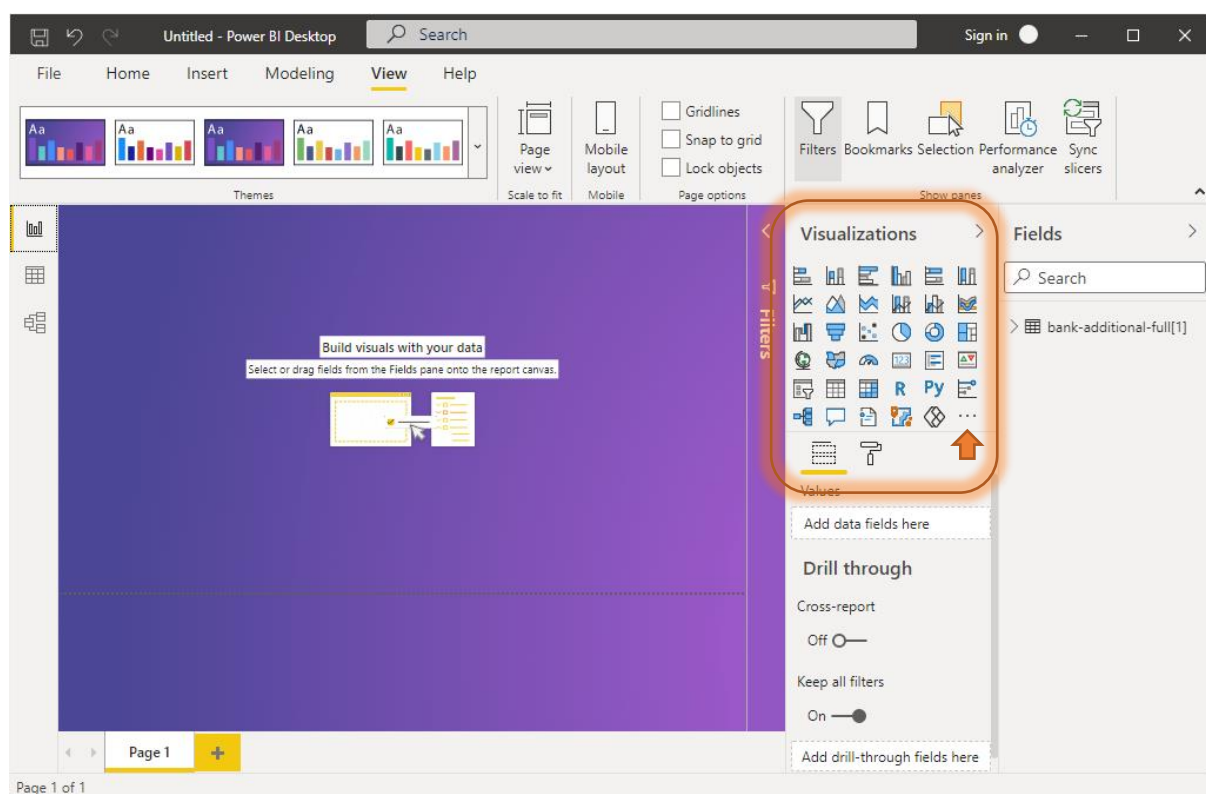 Untitled - Power BI Desktop
Search
Sign in
File Home Insert Modeling View Help
Aa Aa Aa Aa Aa
Page view
Mobile layout
Gridlines
Snap to grid
Lock objects
Filters Bookmarks Selection Performance analyzer Sync slicers
Themes Scale to fit Mobile Page options Show panes
Filters
Build visuals with your data
Select or drag fields from the Fields pane onto the report canvas.
Visualizations
123
R Py
Values
Add data fields here
Drill through
Cross-report
Off
Keep all filters
On
Add drill-through fields here
Fields
Search
bank-additional-full[1]
Page 1
Page 1 of 1